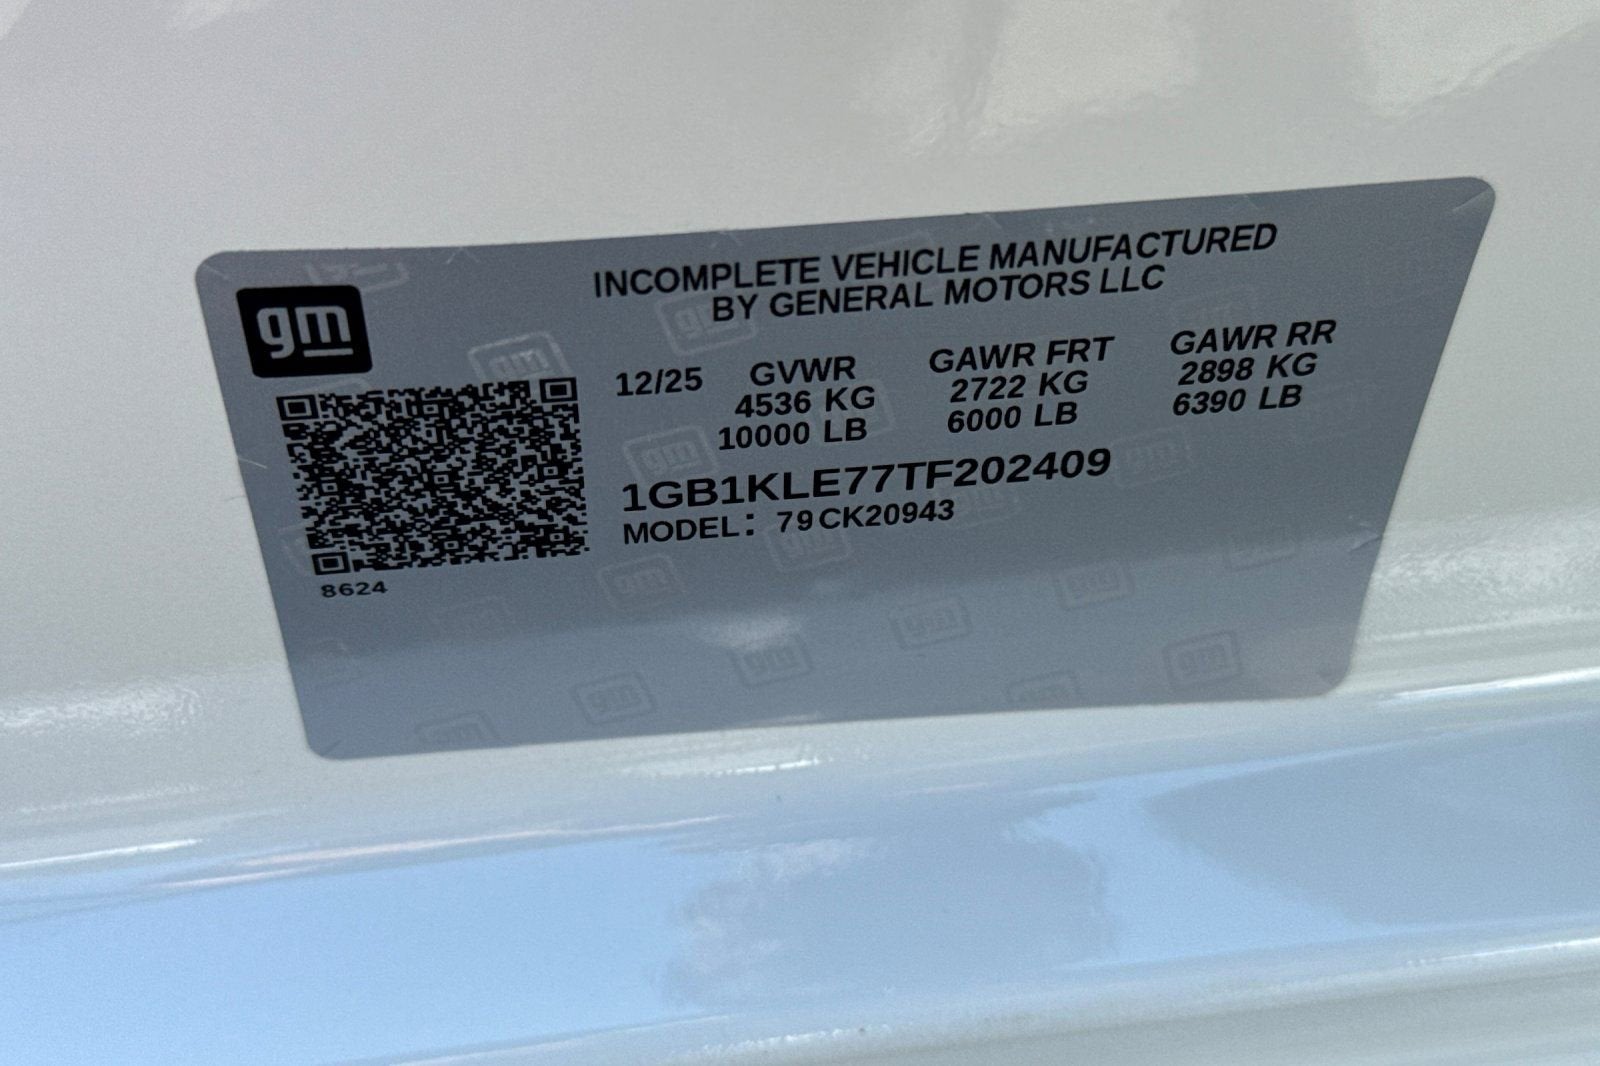 INCOMPLETE VEHICLE MANUFACTURED
BY GENERAL MOTORS LLC
gm
12/25 GVWR GAWR FRT GAWR RR
4536 KG 2722 KG 2898 KG
10000 LB 6000 LB 6390 LB
1GB1KLE77TF202409
MODEL: 79CK20943
8624